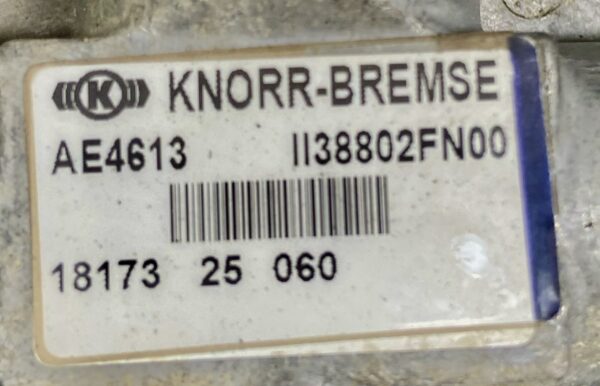 K KNORR-BREMSE
AE4613 II38802FN00
18173 25 060